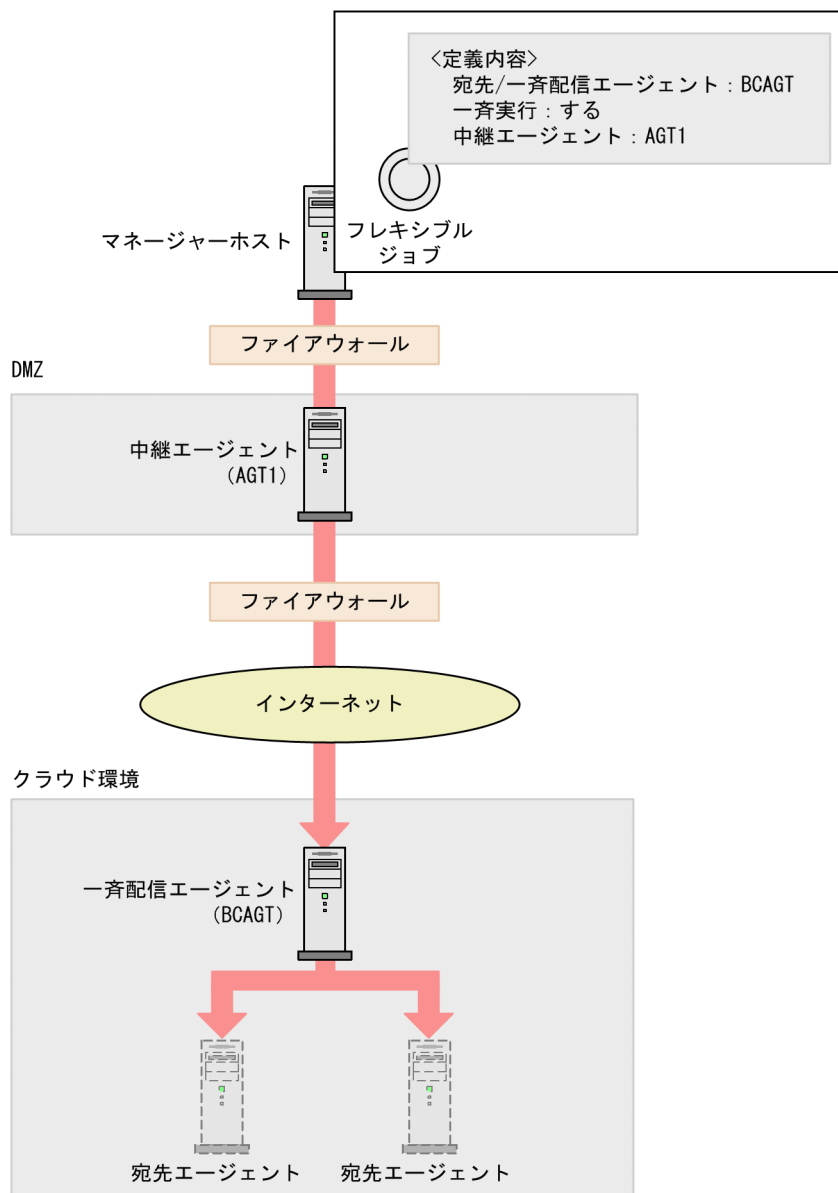 <定義内容>
宛先/一斉配信エージェント:BCAGT
一斉実行:する
中継エージェント:AGT1
マネージャーホスト
フレキシブル
ジョブ
ファイアウォール
DMZ
中継エージェント
(AGT1)
ファイアウォール
インターネット
クラウド環境
一斉配信エージェント
(BCAGT)
宛先エージェント
宛先エージェント